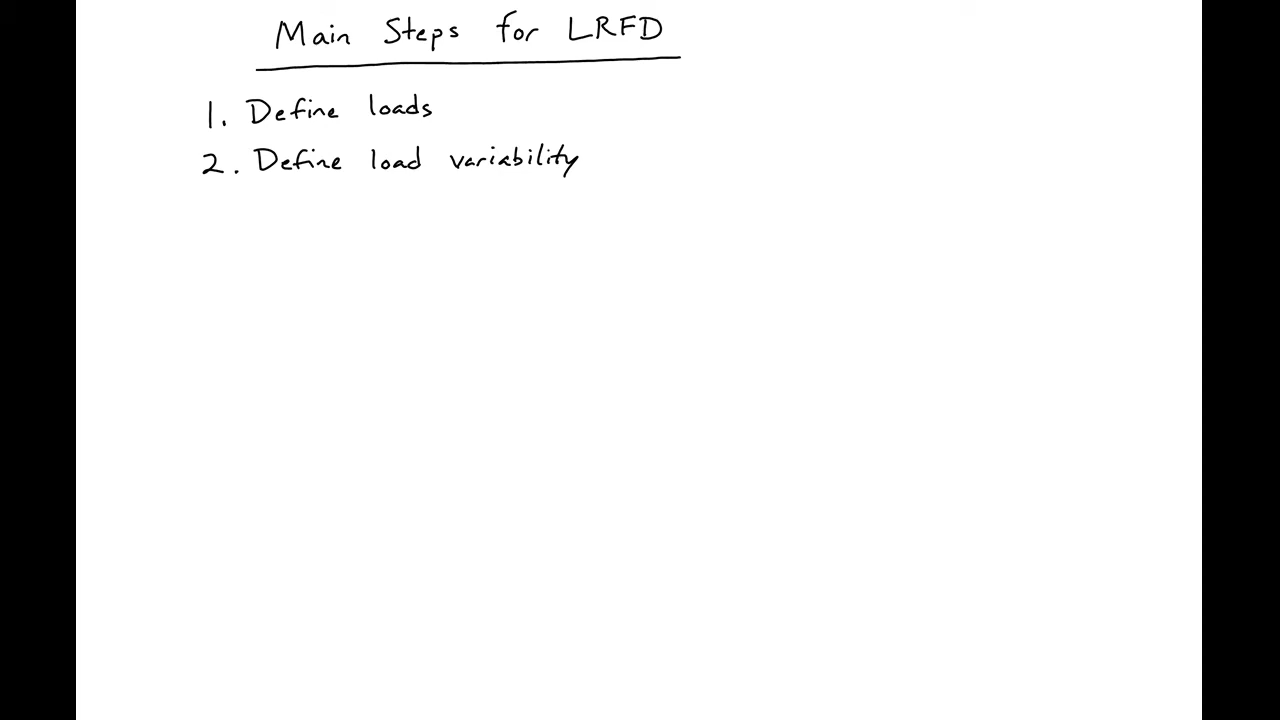 Main Steps for LRFD
1. Define loads
2. Define load variability